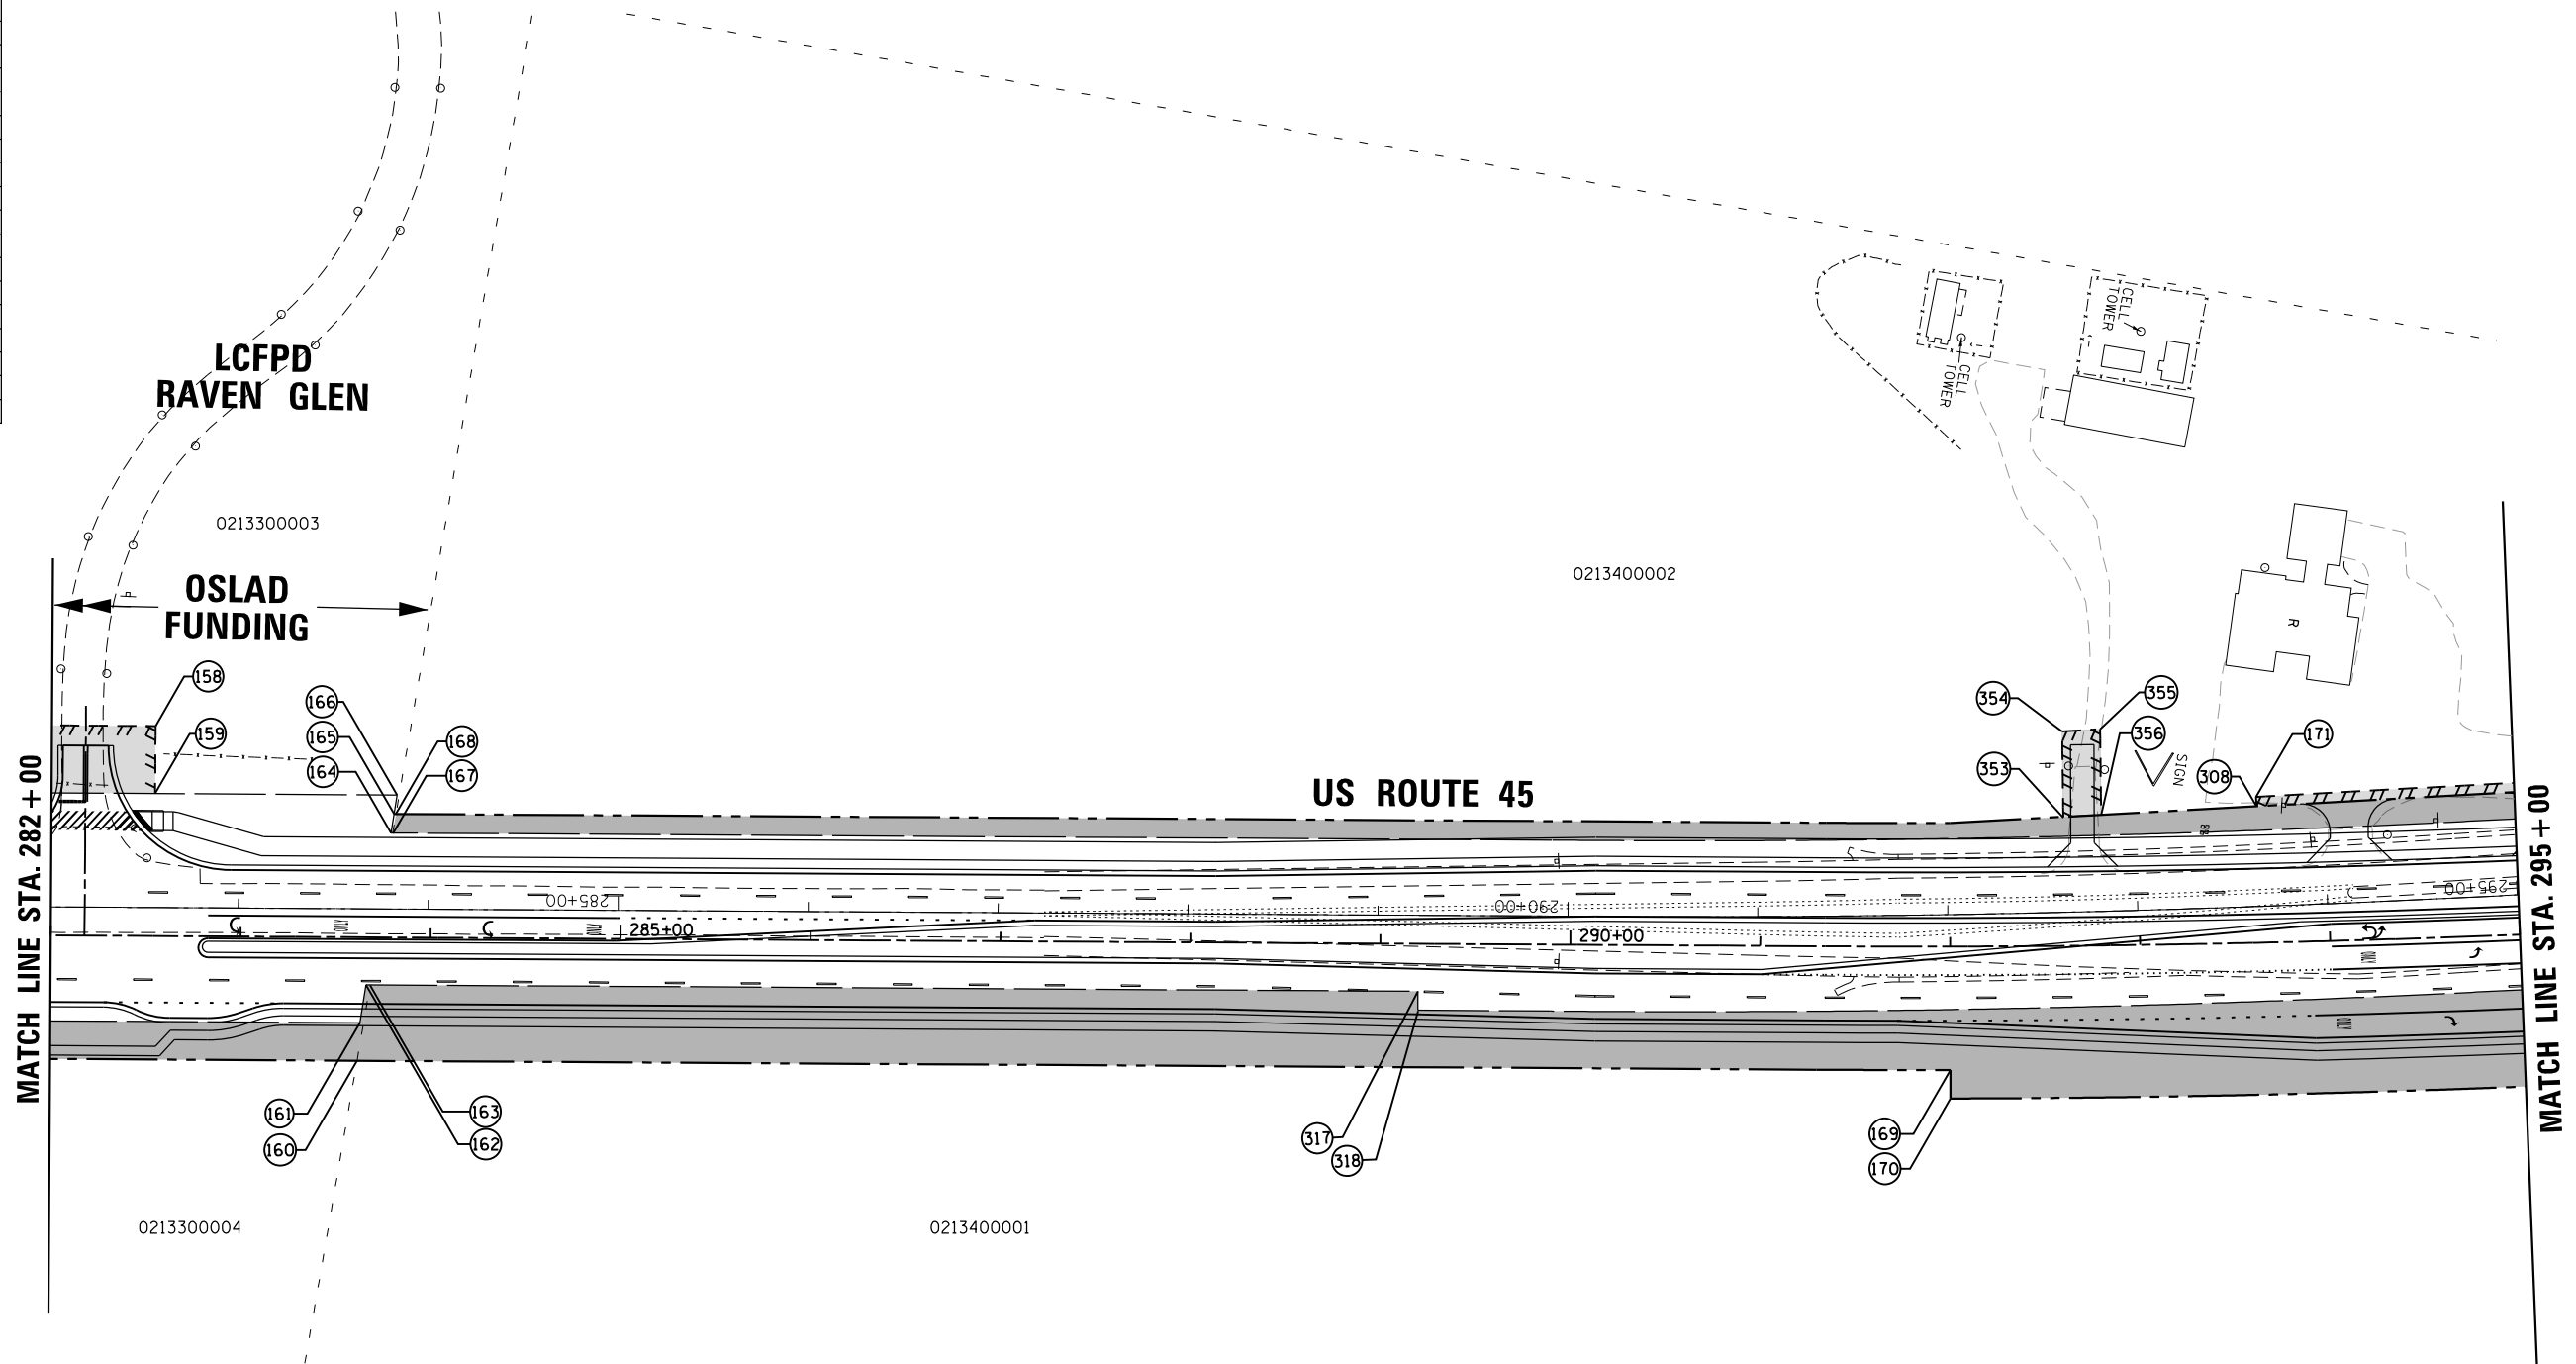 LCFPD
RAVEN GLEN
0213300003
OSLAD
FUNDING
CELL
TOWER
CELL
TOWER
0213400002
R
158
159
166
165
164
168
167
354
353
355
356
SIGN
308
171
US ROUTE 45
MATCH LINE STA. 282+00
MATCH LINE STA. 295+00
285+00
290+00
295+00
285+00
290+00
ONLY
161
160
163
162
317
318
169
170
0213300004
0213400001